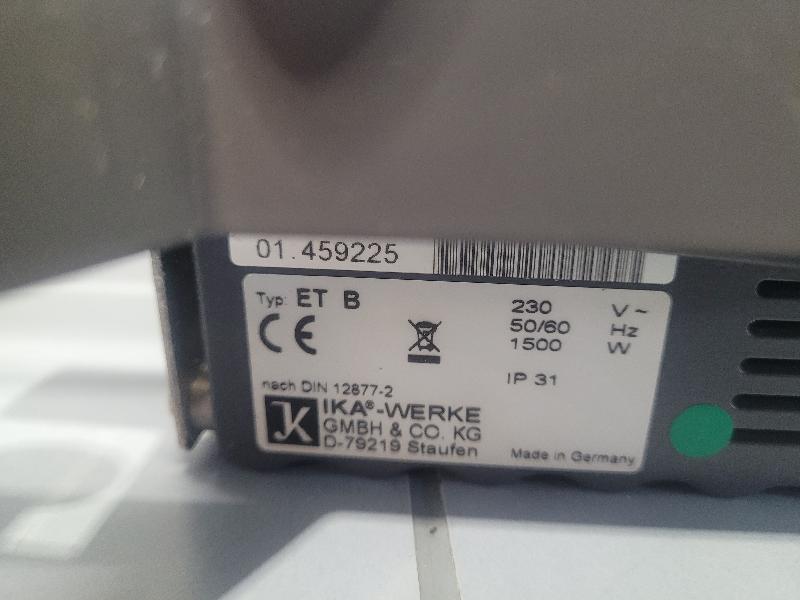 01.459225
Typ: ET B
230 V~
50/60 Hz
1500 W
IP 31
CE
nach DIN 12877-2
IKA®-WERKE
GMBH & CO. KG
D-79219 Staufen
Made in Germany